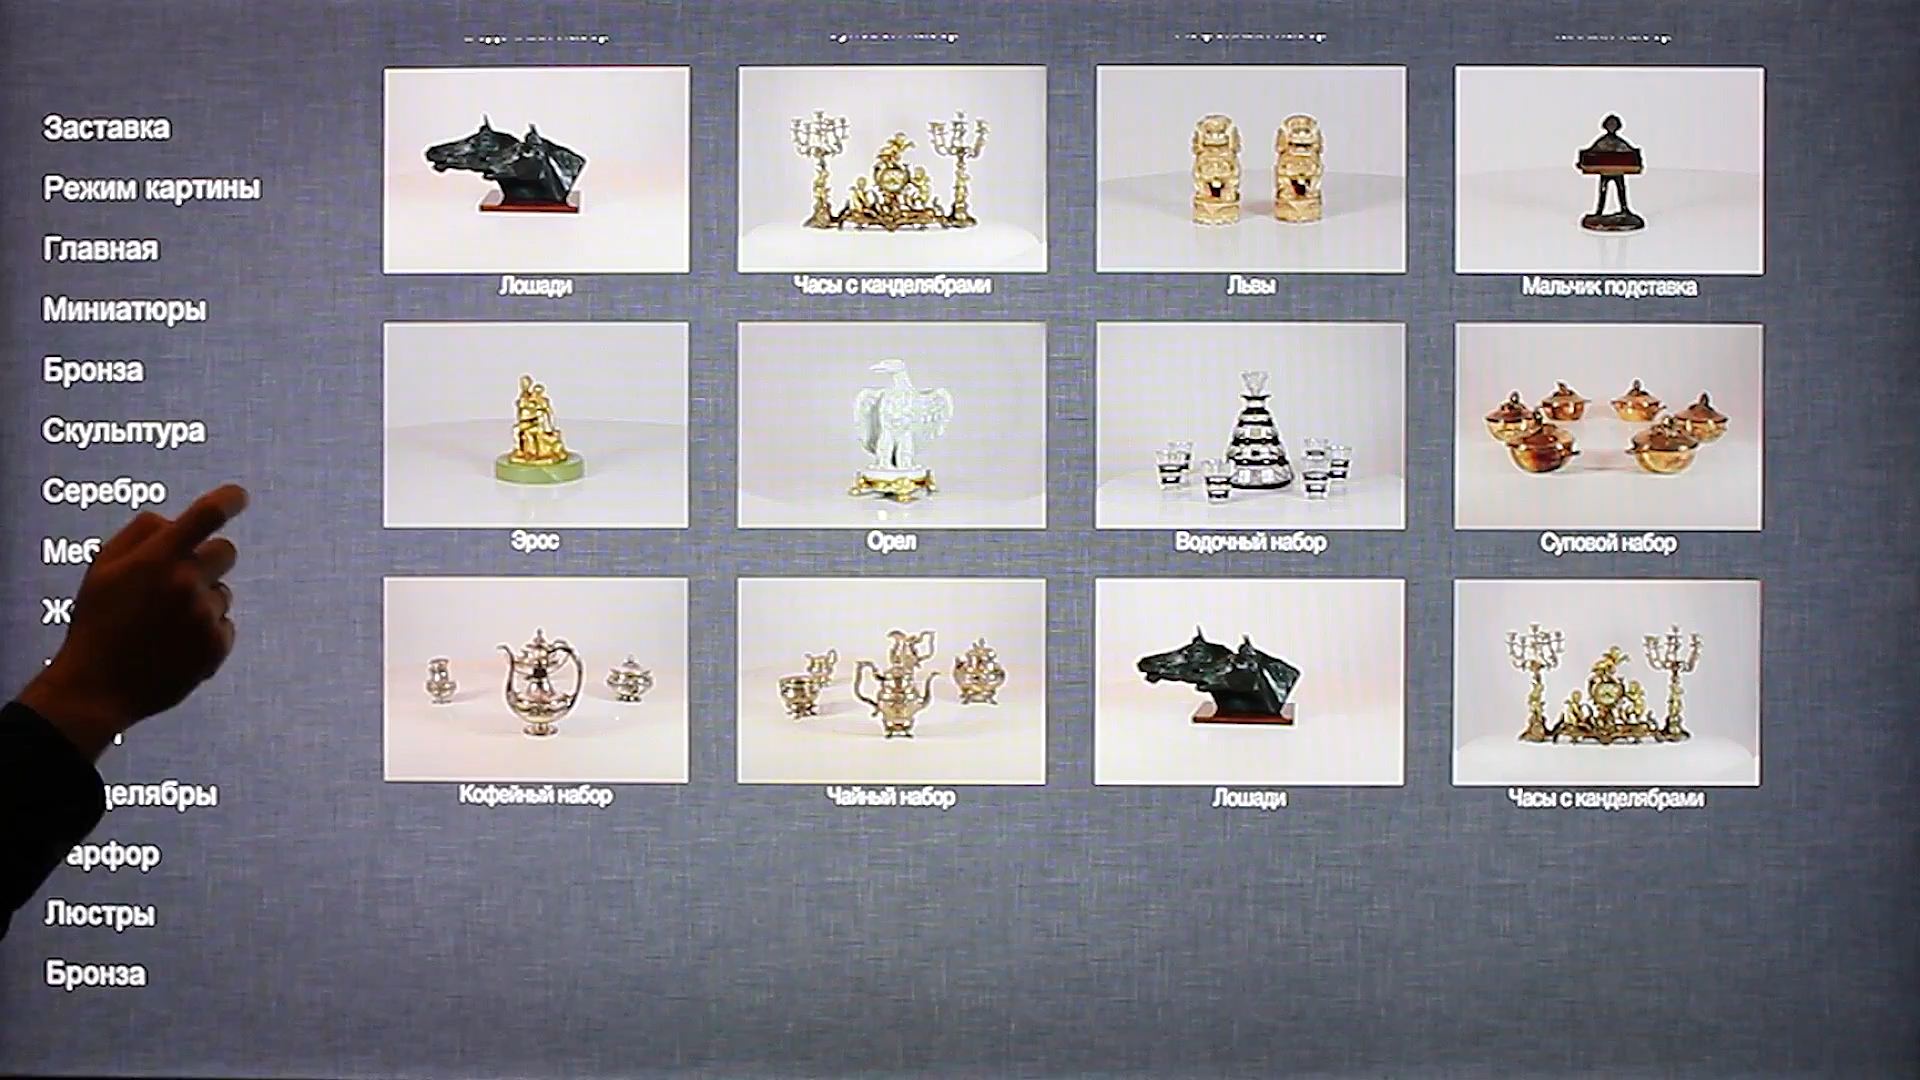 Заставка
Режим картины
Главная
Миниатюры
Бронза
Скульптура
Серебро
Люстры
Бронза
Лошади
Часы с канделябрами
Львы
Мальчик подставка
Эрос
Орел
Водочный набор
Суповой набор
Кофейный набор
Чайный набор
Лошади
Часы с канделябрами